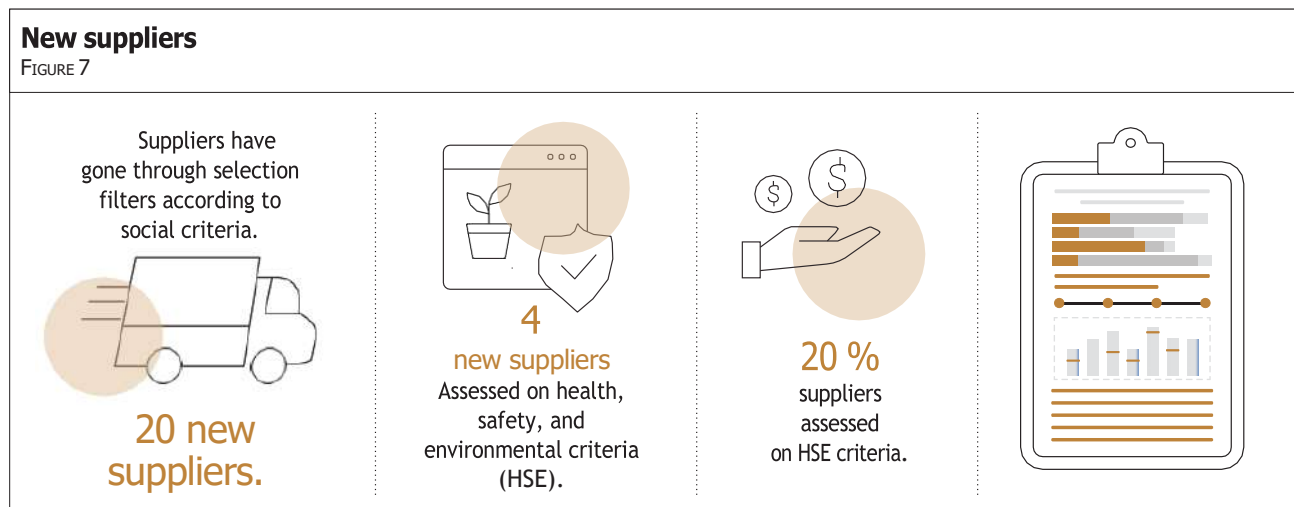 New suppliers
FIGURE 7
Suppliers have
gone through selection
filters according to
social criteria.
20 new
suppliers.
4
new suppliers
Assessed on health,
safety, and
environmental criteria
(HSE).
$
$
20 %
suppliers
assessed
on HSE criteria.